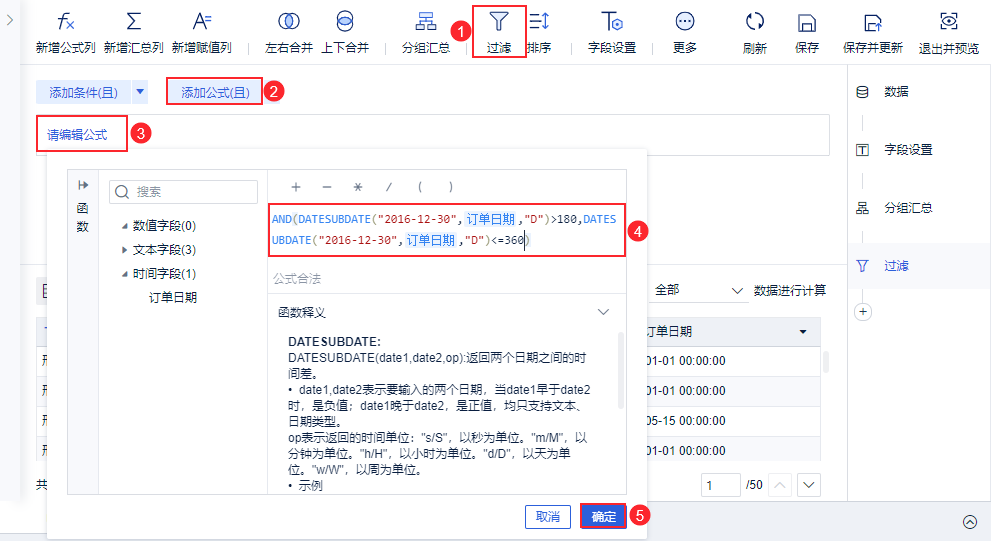 新增公式列 新增汇总列 新增赋值列 左右合并 上下合并 分组汇总 1 过滤 排序 字段设置 更多 刷新 保存 保存并更新 退出并预览
添加条件(且) 添加公式(且) 2
请编辑公式 3
数据
字段设置
分组汇总
过滤
函数
搜索
数值字段(0)
文本字段(3)
时间字段(1)
订单日期
+ − * / ( )
AND(DATESUBDATE("2016-12-30",订单日期,"D")>180,DATES
UBDATE("2016-12-30",订单日期,"D")<=360)
4
公式合法
函数释义
DATESUBDATE:
DATESUBDATE(date1,date2,op):返回两个日期之间的时
间差。
• date1,date2表示要输入的两个日期，当date1早于date2
时，是负值；date1晚于date2，是正值，均只支持文本、
日期类型。
op表示返回的时间单位："s/S"，以秒为单位。"m/M"，以
分钟为单位。"h/H"，以小时为单位。"d/D"，以天为单
位。"w/W"，以周为单位。
• 示例
取消 确定 5
全部 数据进行计算
订单日期
01-01 00:00:00
01-01 00:00:00
05-15 00:00:00
01-01 00:00:00
共
1 /50